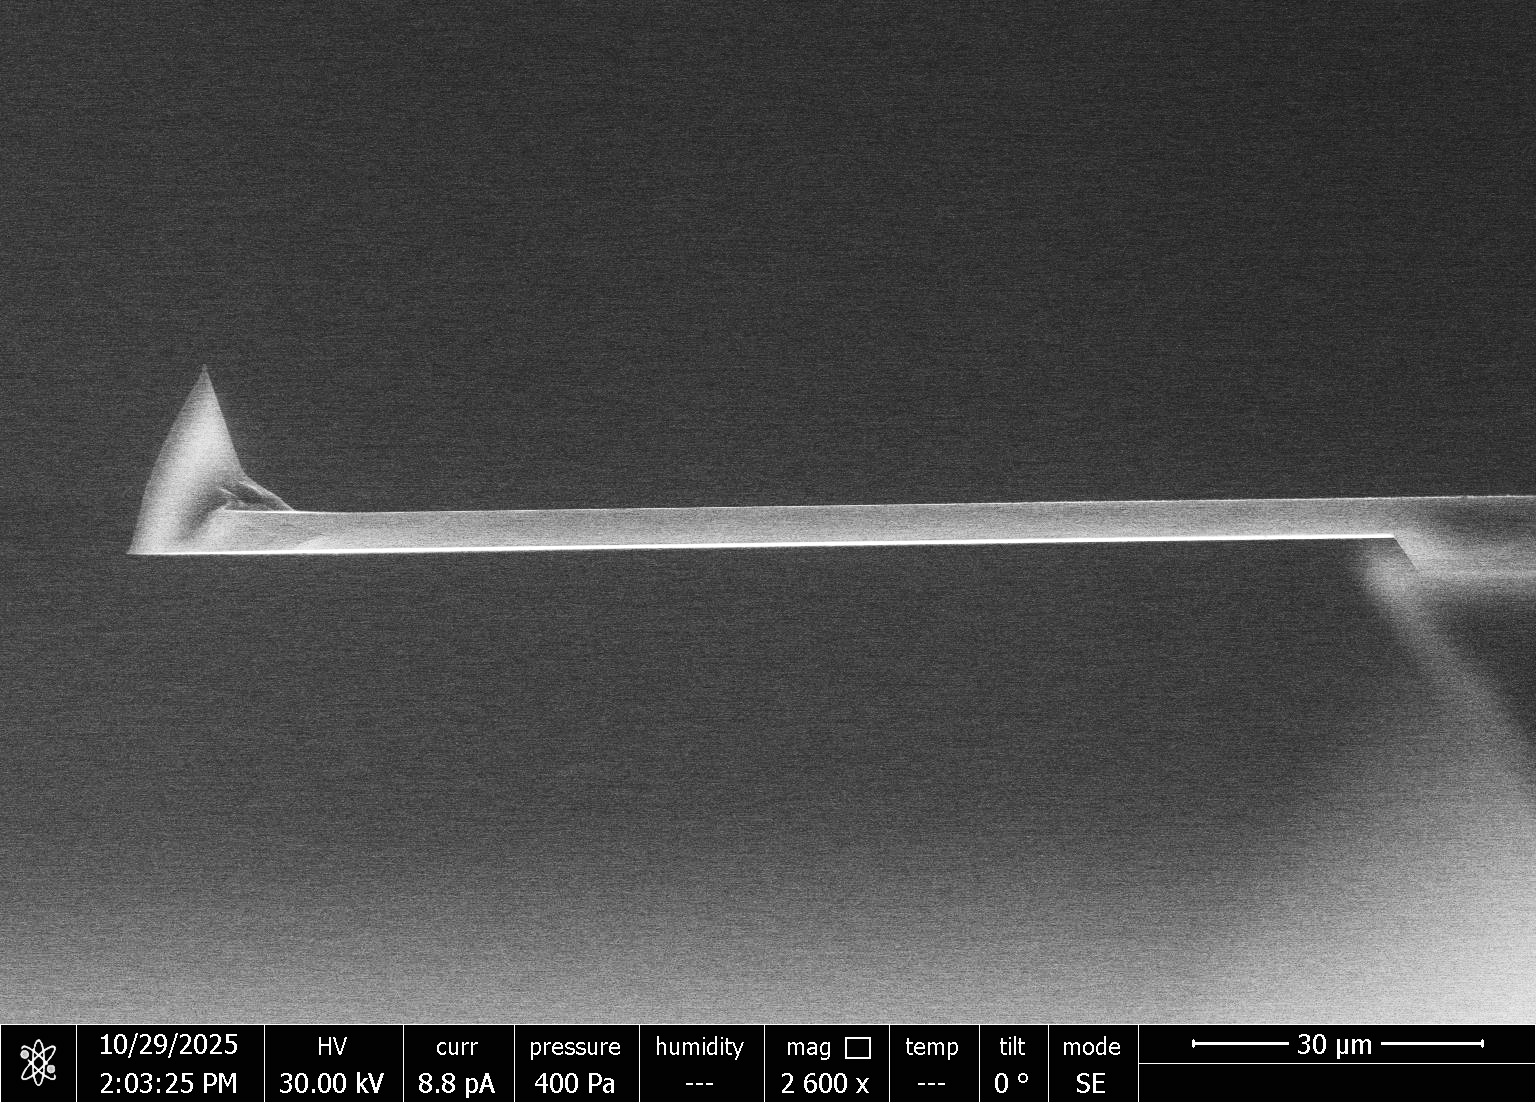 10/29/2025
2:03:25 PM
HV
30.00 kV
curr
8.8 pA
pressure
400 Pa
humidity
---
mag
2 600 x
temp
---
tilt
0 °
mode
SE
30 µm